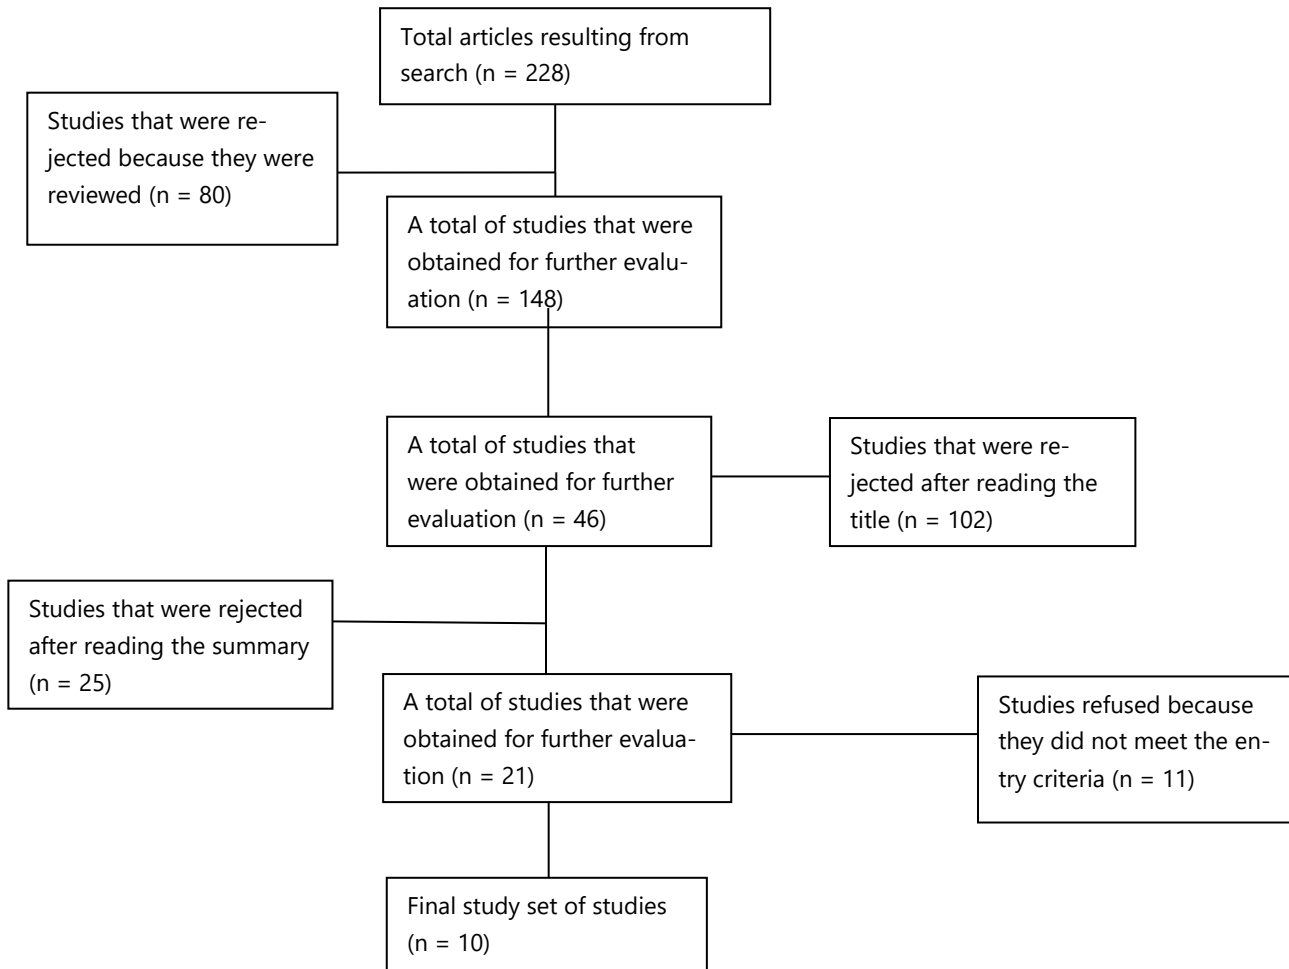 Total articles resulting from
search (n = 228)
Studies that were re-
jected because they were
reviewed (n = 80)
A total of studies that were
obtained for further evalu-
ation (n = 148)
A total of studies that
were obtained for further
evaluation (n = 46)
Studies that were re-
jected after reading the
title (n = 102)
Studies that were rejected
after reading the summary
(n = 25)
A total of studies that were
obtained for further evalua-
tion (n = 21)
Studies refused because
they did not meet the en-
try criteria (n = 11)
Final study set of studies
(n = 10)